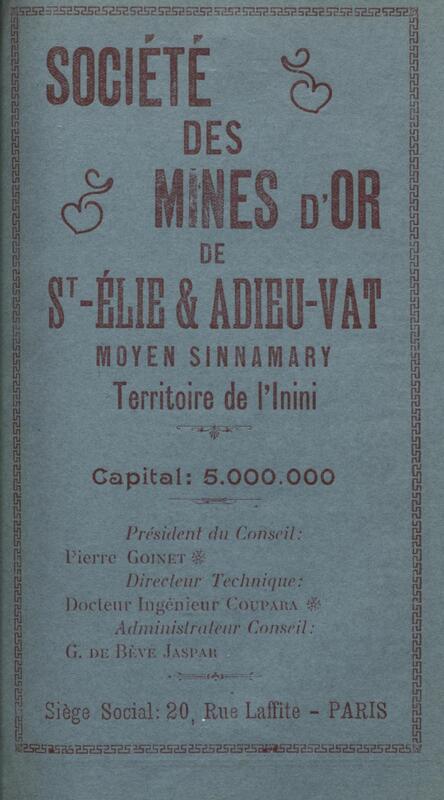 SOCIÉTÉ
DES
MINES D'OR
DE
ST-ÉLIE & ADIEU-VAT
MOYEN SINNAMARY
Territoire de l'Inini
Capital: 5.000.000
Président du Conseil:
Pierre GOINET ❋
Directeur Technique:
Docteur Ingénieur COUPARA ❋
Administrateur Conseil:
G. DE BÈVE JASPAR
Siège Social: 20, Rue Laffite - PARIS